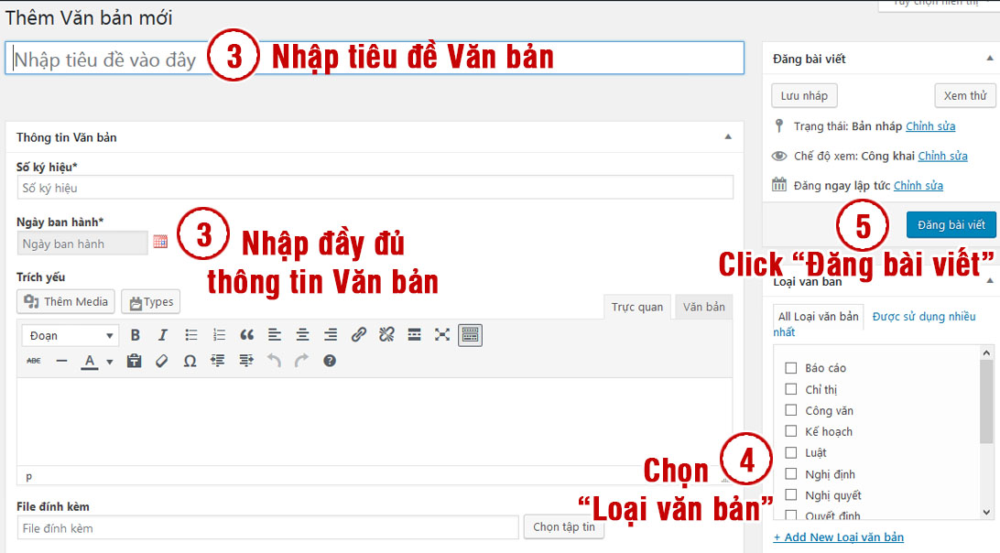 Tùy chọn hiển thị
Thêm Văn bản mới
Nhập tiêu đề vào đây
3 Nhập tiêu đề Văn bản
Thông tin Văn bản
Số ký hiệu*
Số ký hiệu
Ngày ban hành*
Ngày ban hành
3 Nhập đầy đủ
thông tin Văn bản
Trích yếu
Thêm Media Types
Trực quan Văn bản
Đoạn B I
ABC A
p
File đính kèm
File đính kèm Chọn tập tin
Đăng bài viết
Lưu nháp Xem thử
Trạng thái: Bản nháp Chỉnh sửa
Chế độ xem: Công khai Chỉnh sửa
Đăng ngay lập tức Chỉnh sửa
5 Đăng bài viết
Click “Đăng bài viết”
Loại văn bản
All Loại văn bản Được sử dụng nhiều
nhất
Báo cáo
Chỉ thị
Công văn
Kế hoạch
Luật
Nghị định
Nghị quyết
Quyết định
Chọn 4
“Loại văn bản”
+ Add New Loại văn bản